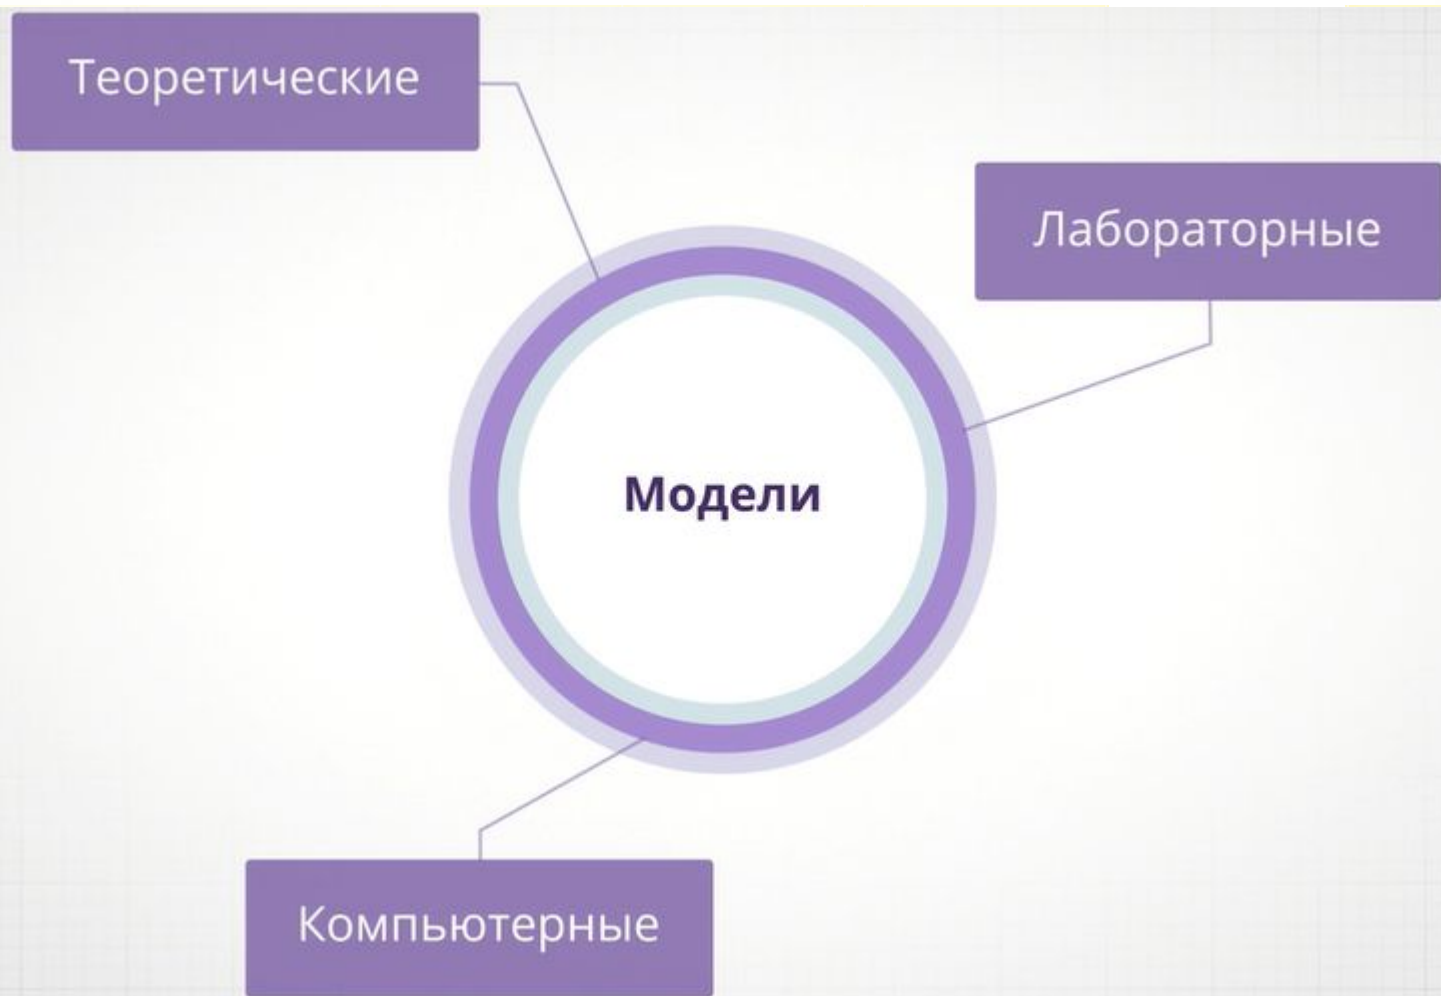 Теоретические
Лабораторные
Модели
Компьютерные